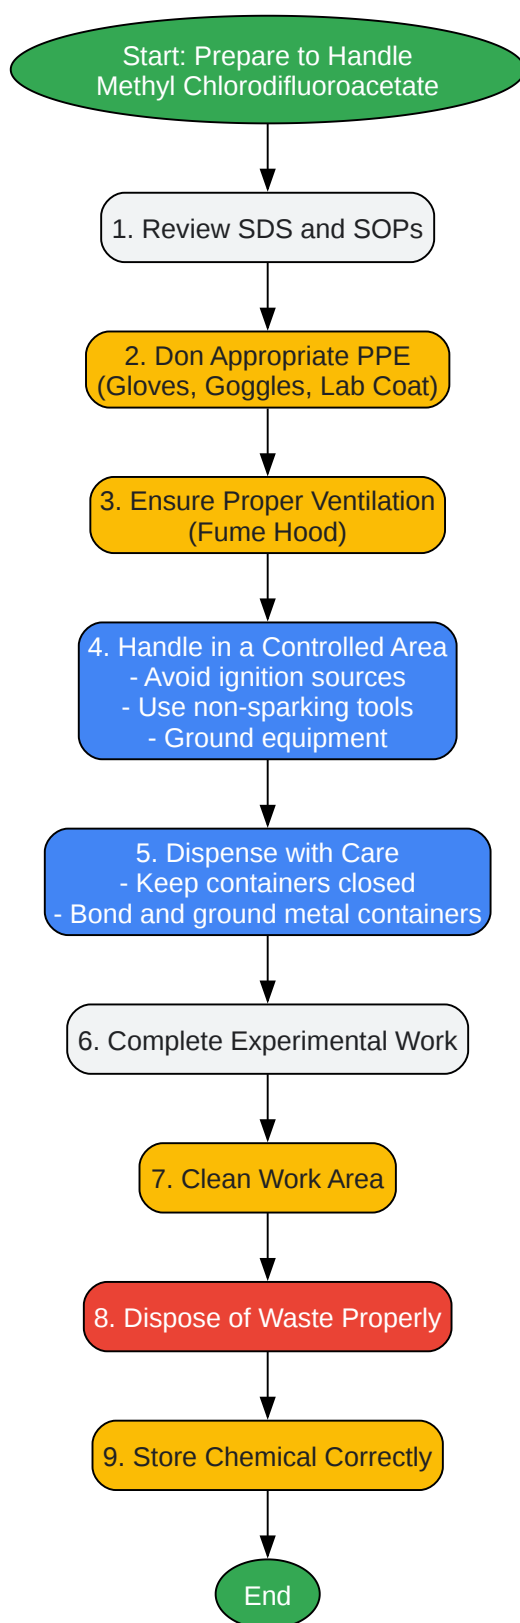 Start: Prepare to Handle
Methyl Chlorodifluoroacetate
1. Review SDS and SOPs
2. Don Appropriate PPE
(Gloves, Goggles, Lab Coat)
3. Ensure Proper Ventilation
(Fume Hood)
4. Handle in a Controlled Area
- Avoid ignition sources
- Use non-sparking tools
- Ground equipment
5. Dispense with Care
- Keep containers closed
- Bond and ground metal containers
6. Complete Experimental Work
7. Clean Work Area
8. Dispose of Waste Properly
9. Store Chemical Correctly
End